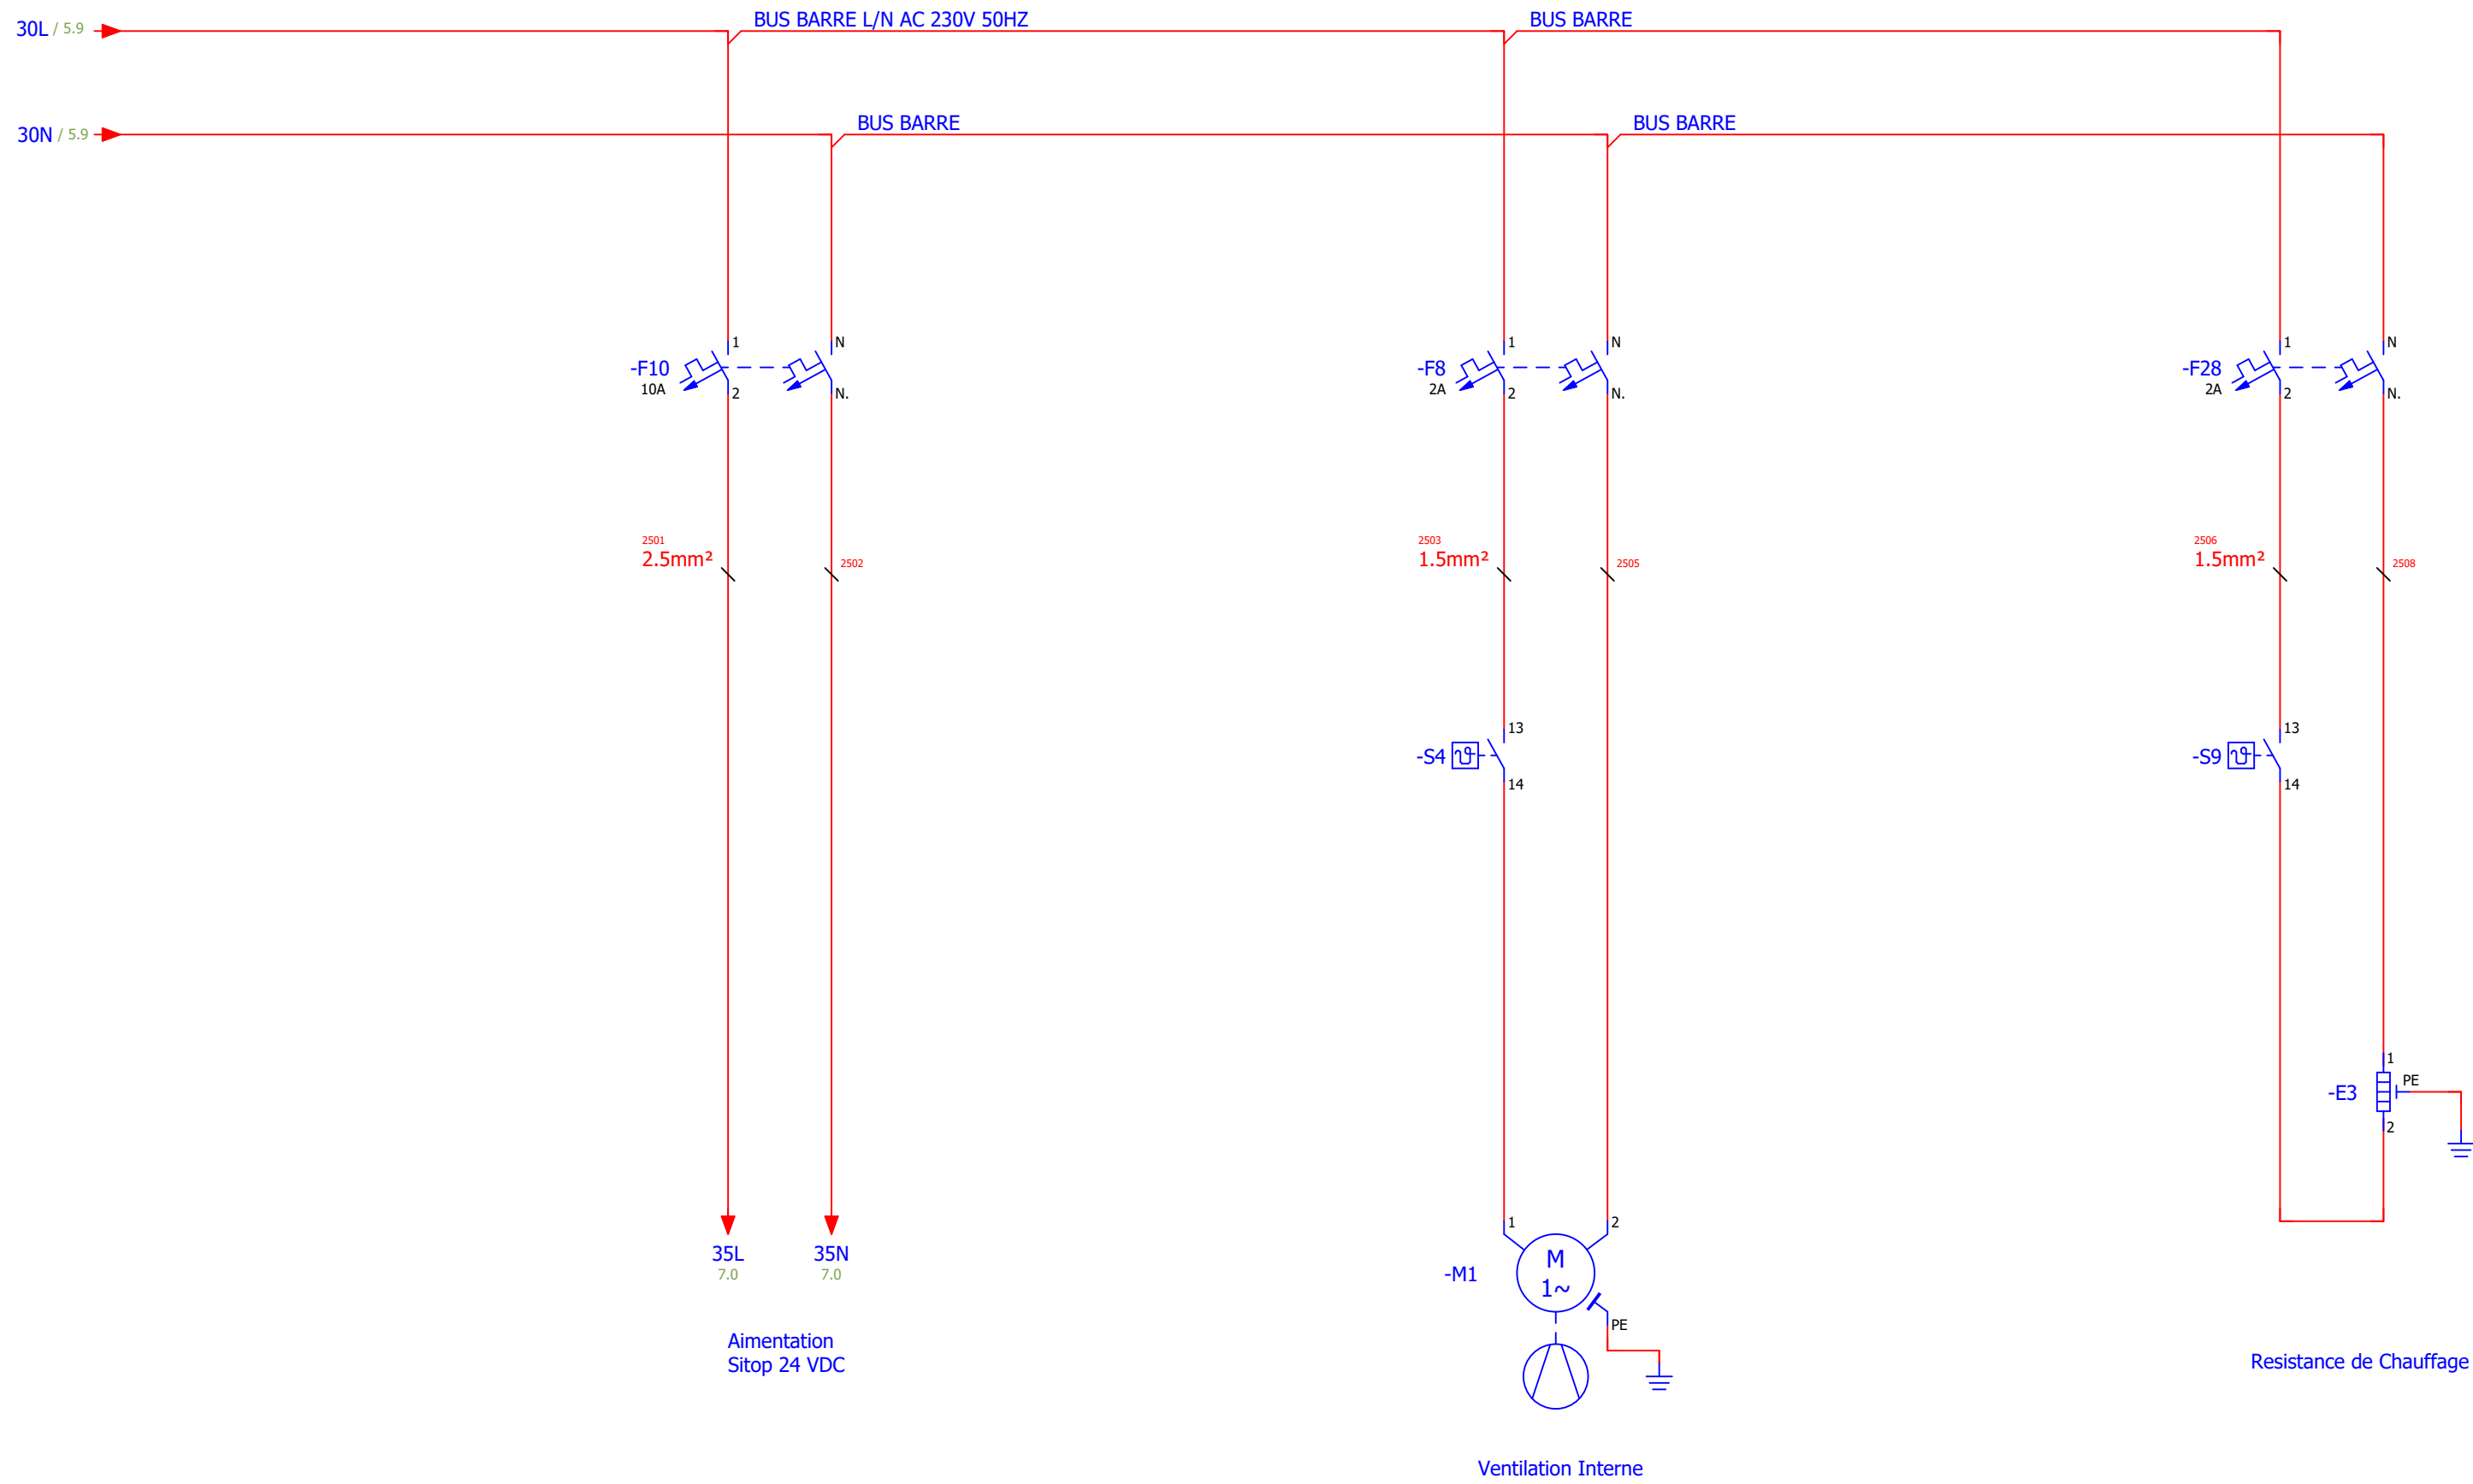 BUS BARRE L/N AC 230V 50HZ
BUS BARRE
30L / 5.9
BUS BARRE
BUS BARRE
30N / 5.9
1
N
1
N
1
N
-F10
-F8
-F28
10A
2A
2A
2
N.
2
N.
2
N.
2501
2503
2506
2.5mm²
2502
1.5mm²
2505
1.5mm²
2508
13
13
-S4
-S9
14
14
1
PE
-E3
2
1
2
35L
35N
M
7.0
7.0
-M1
1~
PE
Aimentation
Sitop 24 VDC
Resistance de Chauffage
Ventilation Interne